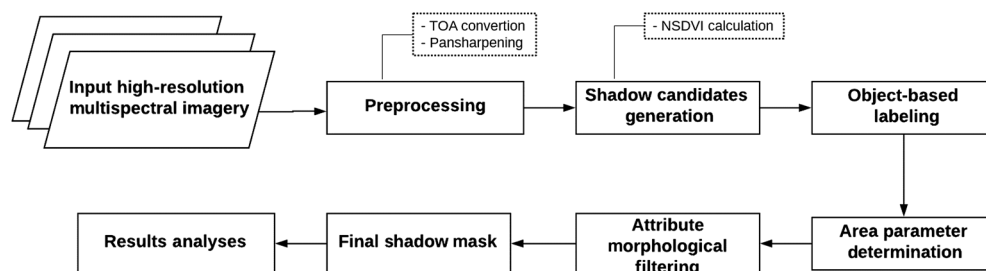 - TOA convertion
- Pansharpening
- NSDVI calculation
Input high-resolution
multispectral imagery
Preprocessing
Shadow candidates
generation
Object-based
labeling
Area parameter
determination
Attribute
morphological
filtering
Final shadow mask
Results analyses